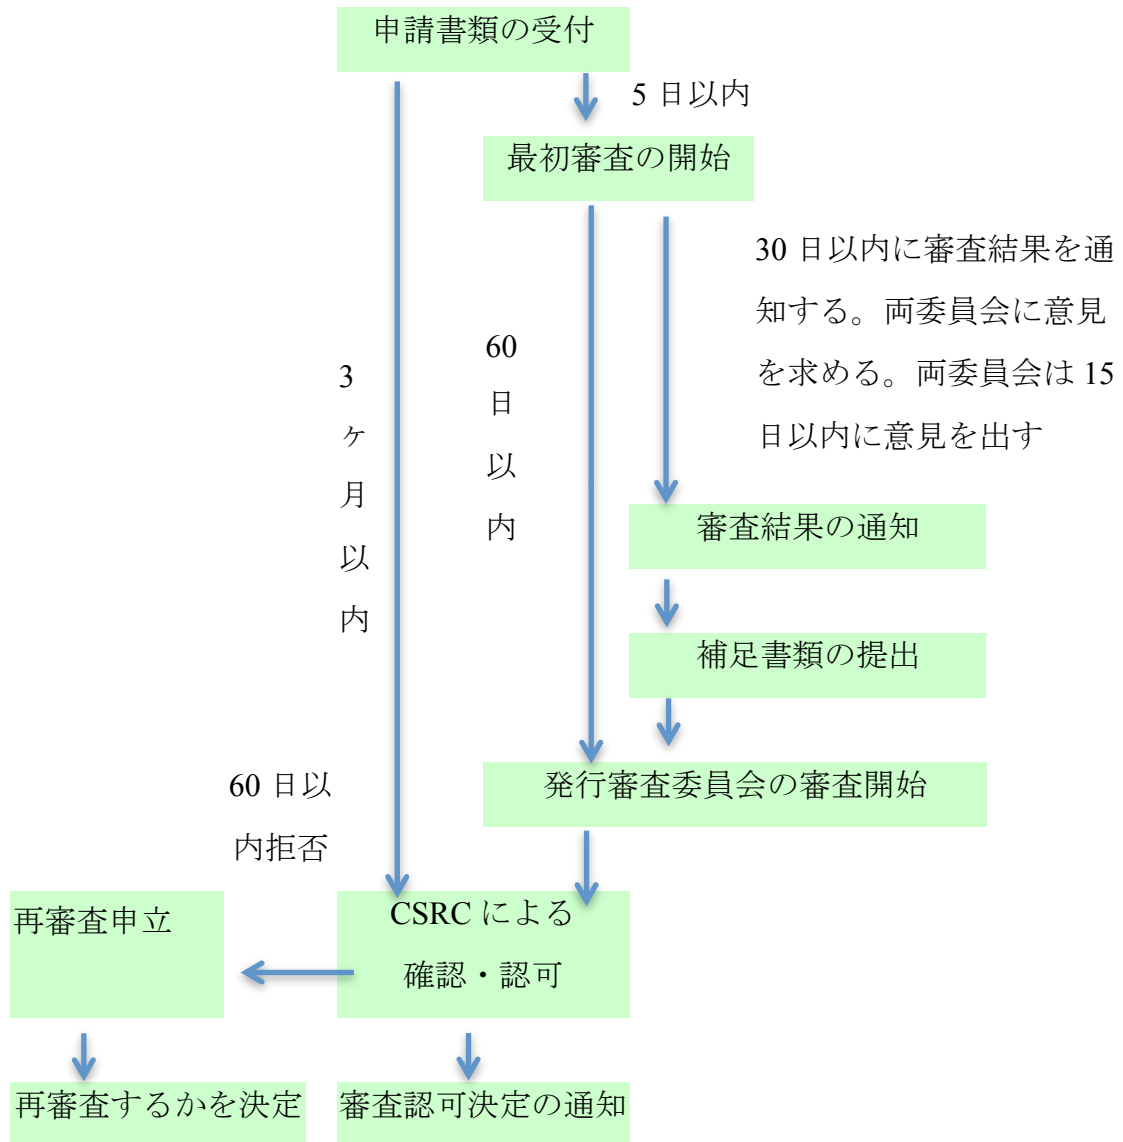 申請書類の受付
5 日以内
最初審査の開始
30 日以内に審査結果を通
知する。両委員会に意見
を求める。両委員会は 15
日以内に意見を出す
60
日
以
内
3
ヶ
月
以
内
審査結果の通知
補足書類の提出
発行審査委員会の審査開始
60 日以
内拒否
CSRC による
確認・認可
再審査申立
再審査するかを決定
審査認可決定の通知